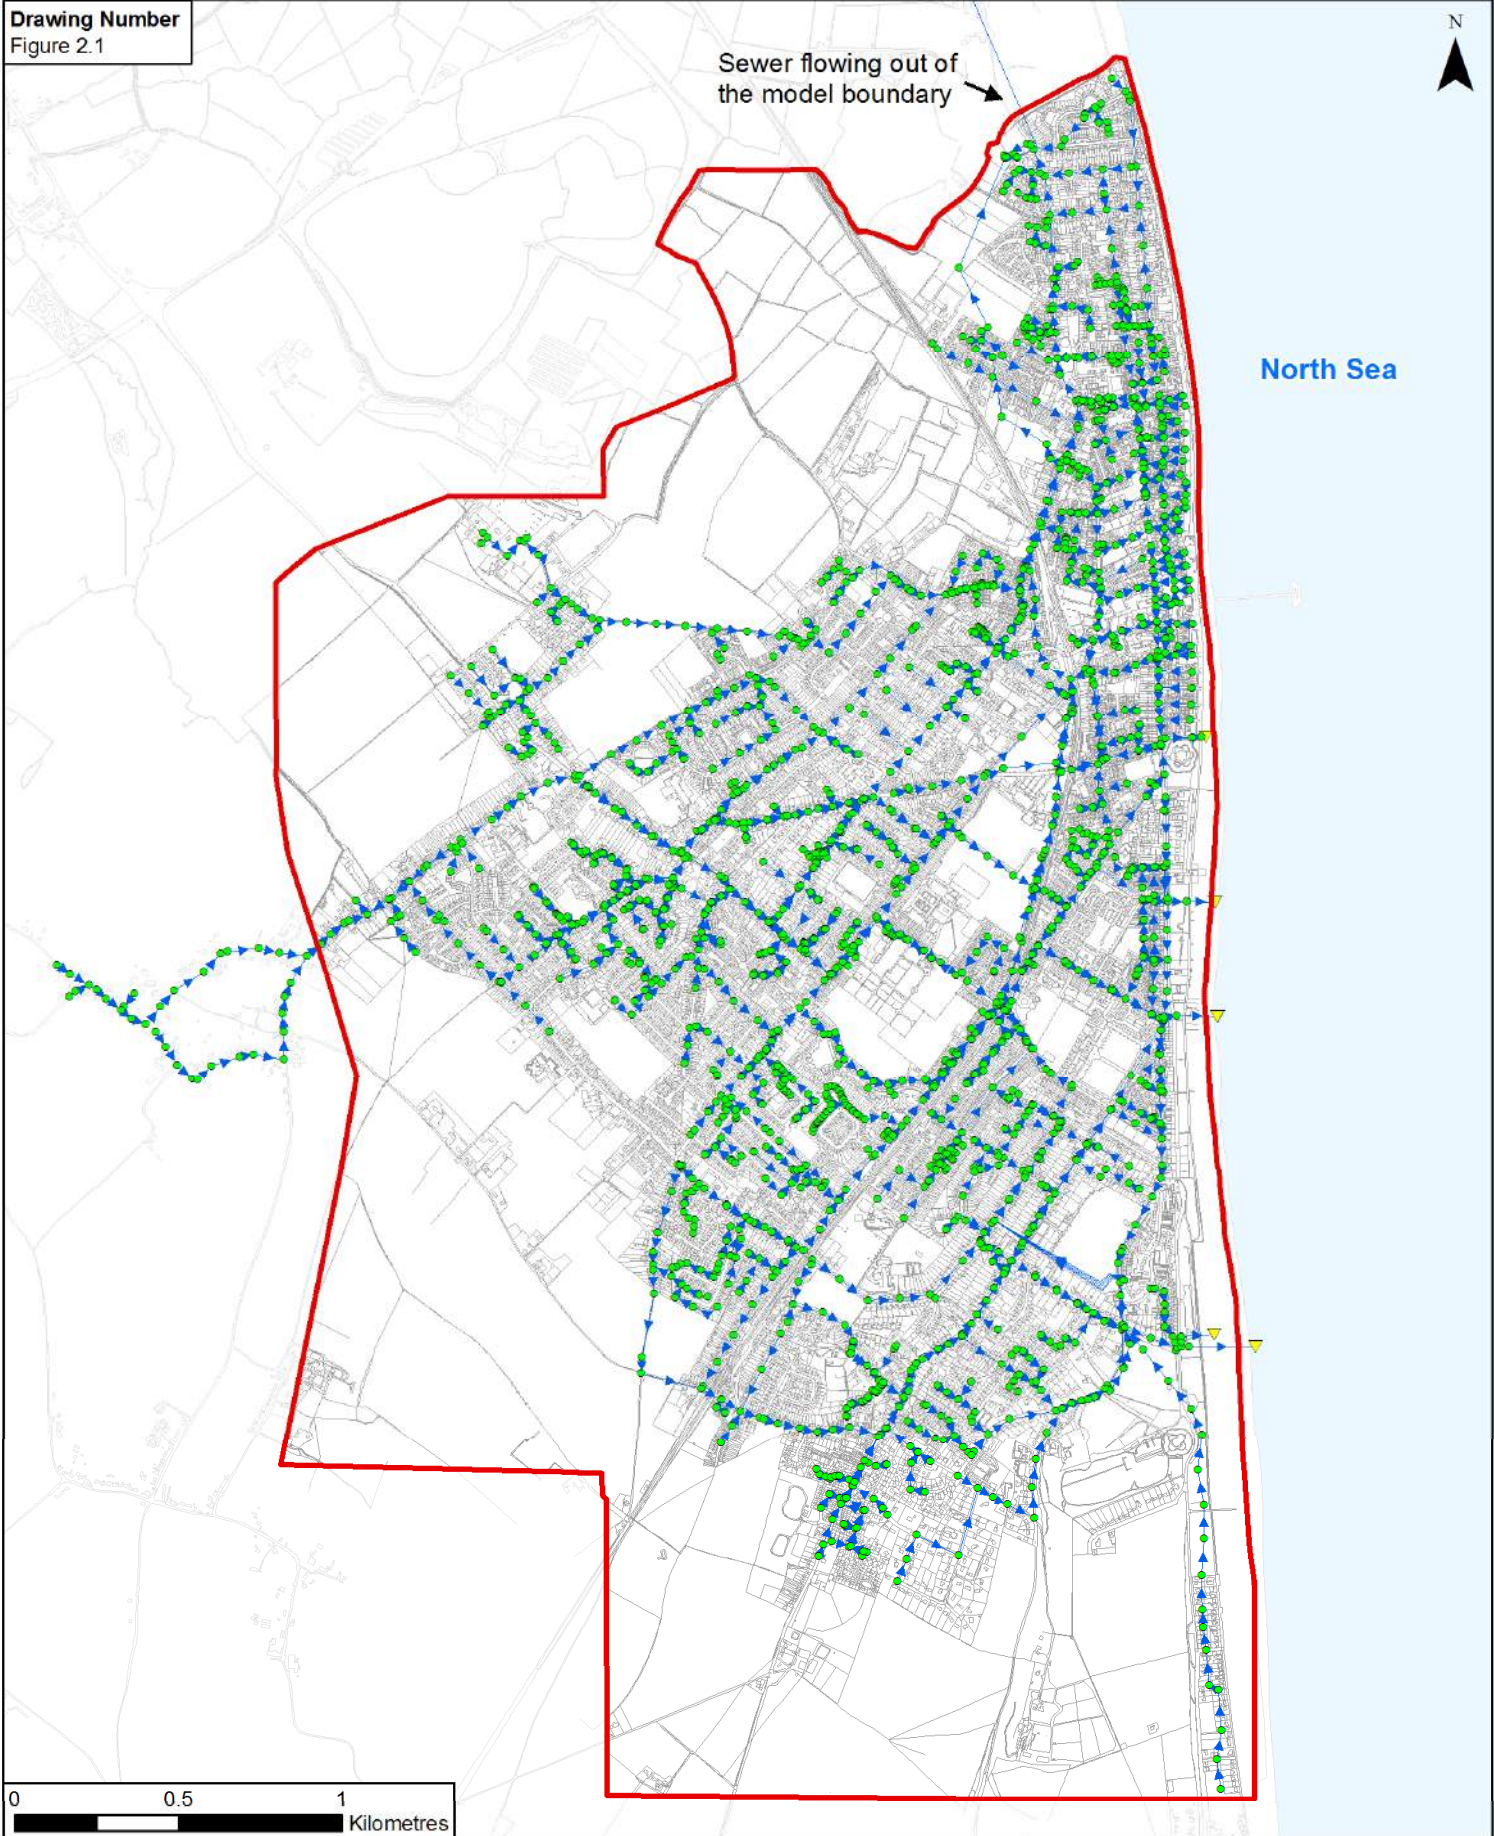 Drawing Number
Figure 2.1
Sewer flowing out of
the model boundary
N
North Sea
0 0.5 1
Kilometres